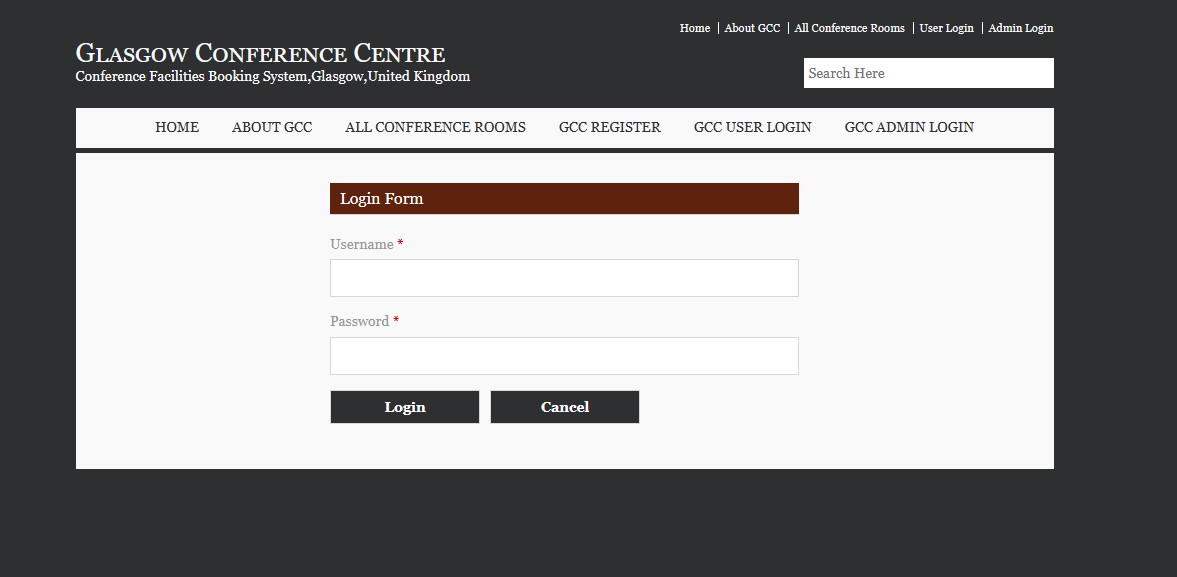 Home | About GCC | All Conference Rooms | User Login | Admin Login
Glasgow Conference Centre
Conference Facilities Booking System,Glasgow,United Kingdom
Search Here
HOME ABOUT GCC ALL CONFERENCE ROOMS GCC REGISTER GCC USER LOGIN GCC ADMIN LOGIN
Login Form
Username *
Password *
Login Cancel